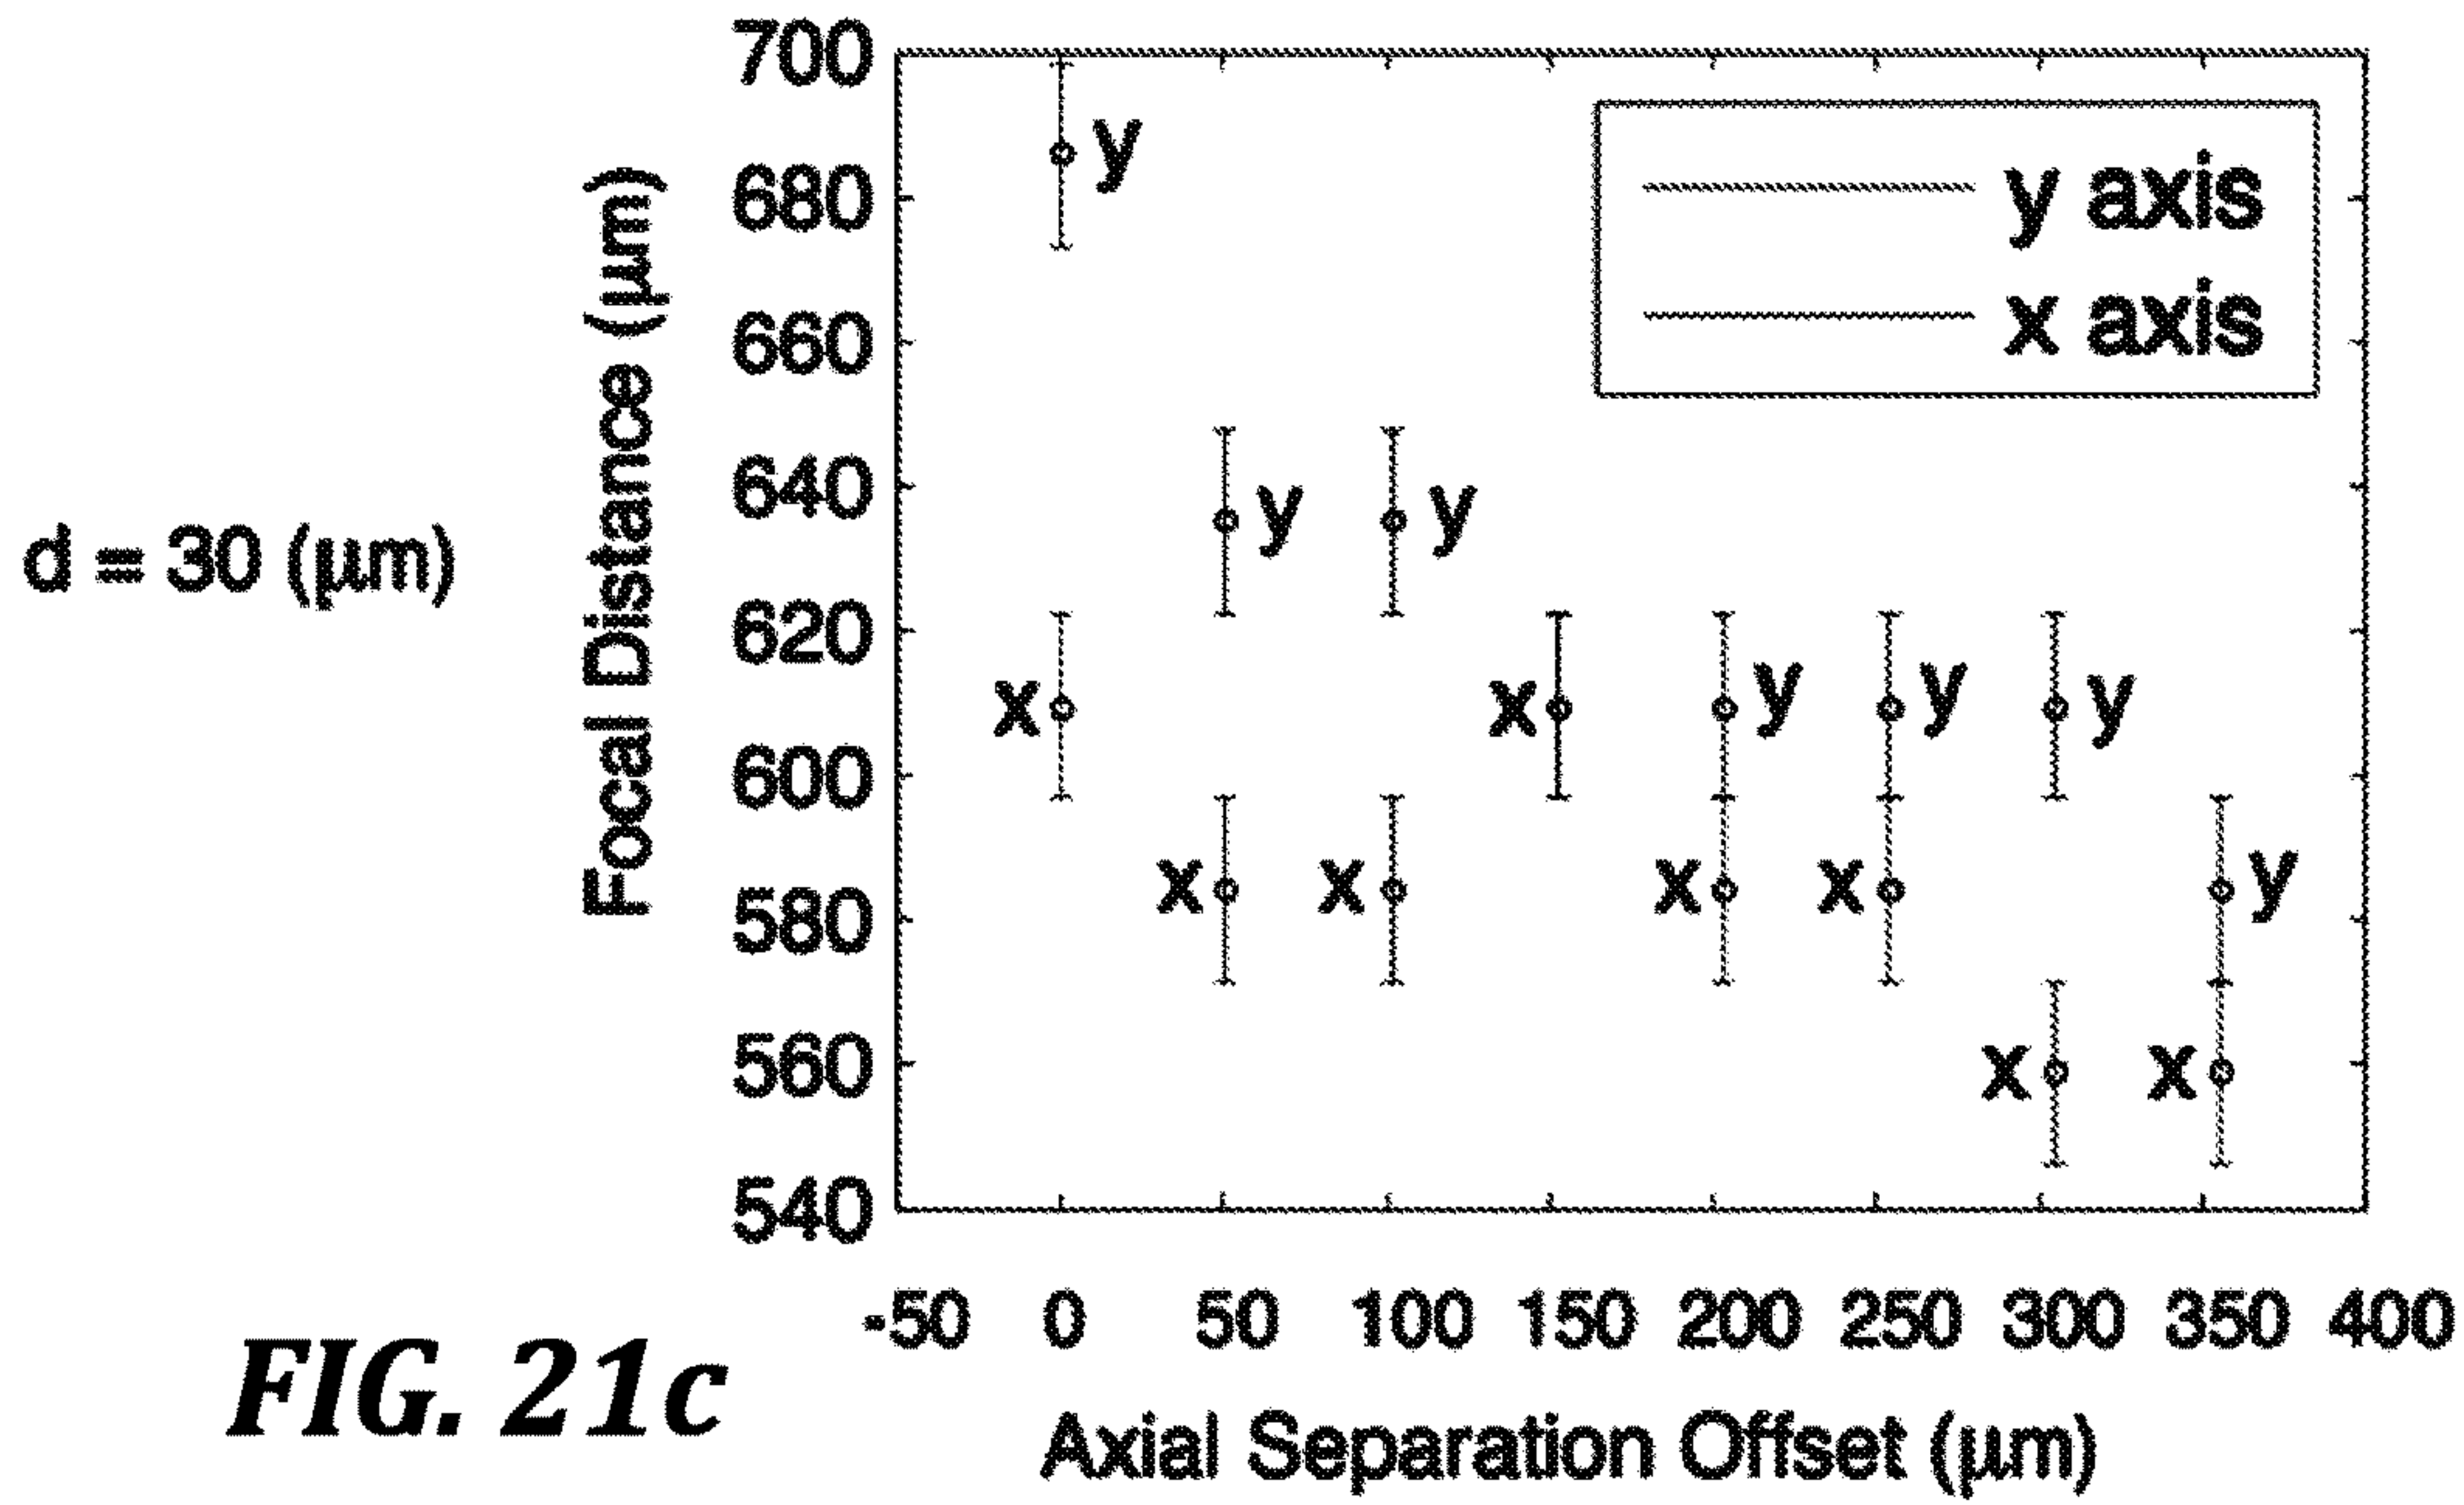 d = 30 (μm)
Focal Distance (μm)
700
680
660
640
620
600
580
560
540
y axis
x axis
y
y y
x x y y y
x x x x y
x x
-50 0 50 100 150 200 250 300 350 400
Axial Separation Offset (μm)
FIG. 21c